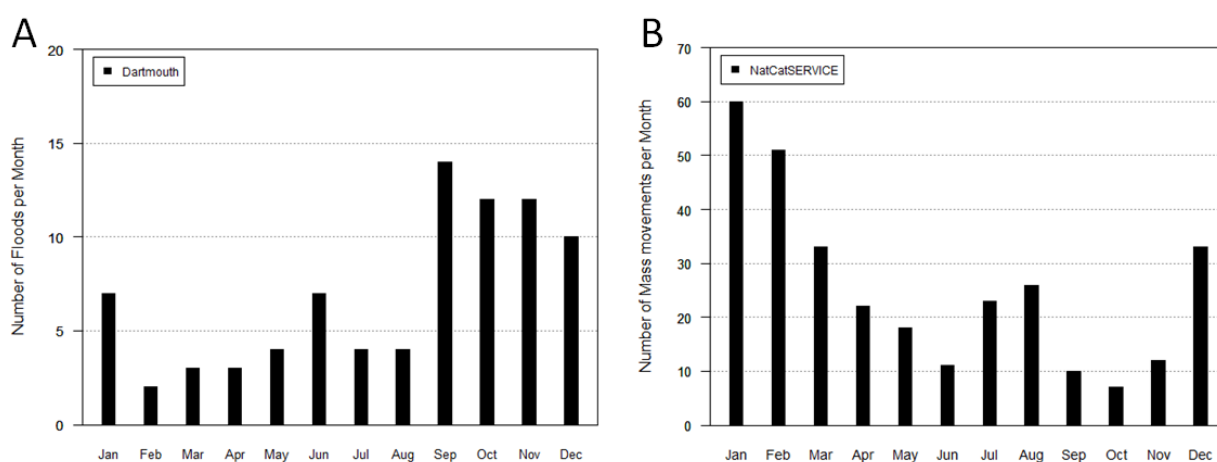 A
Number of Floods per Month
20
15
10
5
0
Dartmouth
Jan Feb Mar Apr May Jun Jul Aug Sep Oct Nov Dec
B
Number of Mass movements per Month
70
60
50
40
30
20
10
0
NatCatSERVICE
Jan Feb Mar Apr May Jun Jul Aug Sep Oct Nov Dec